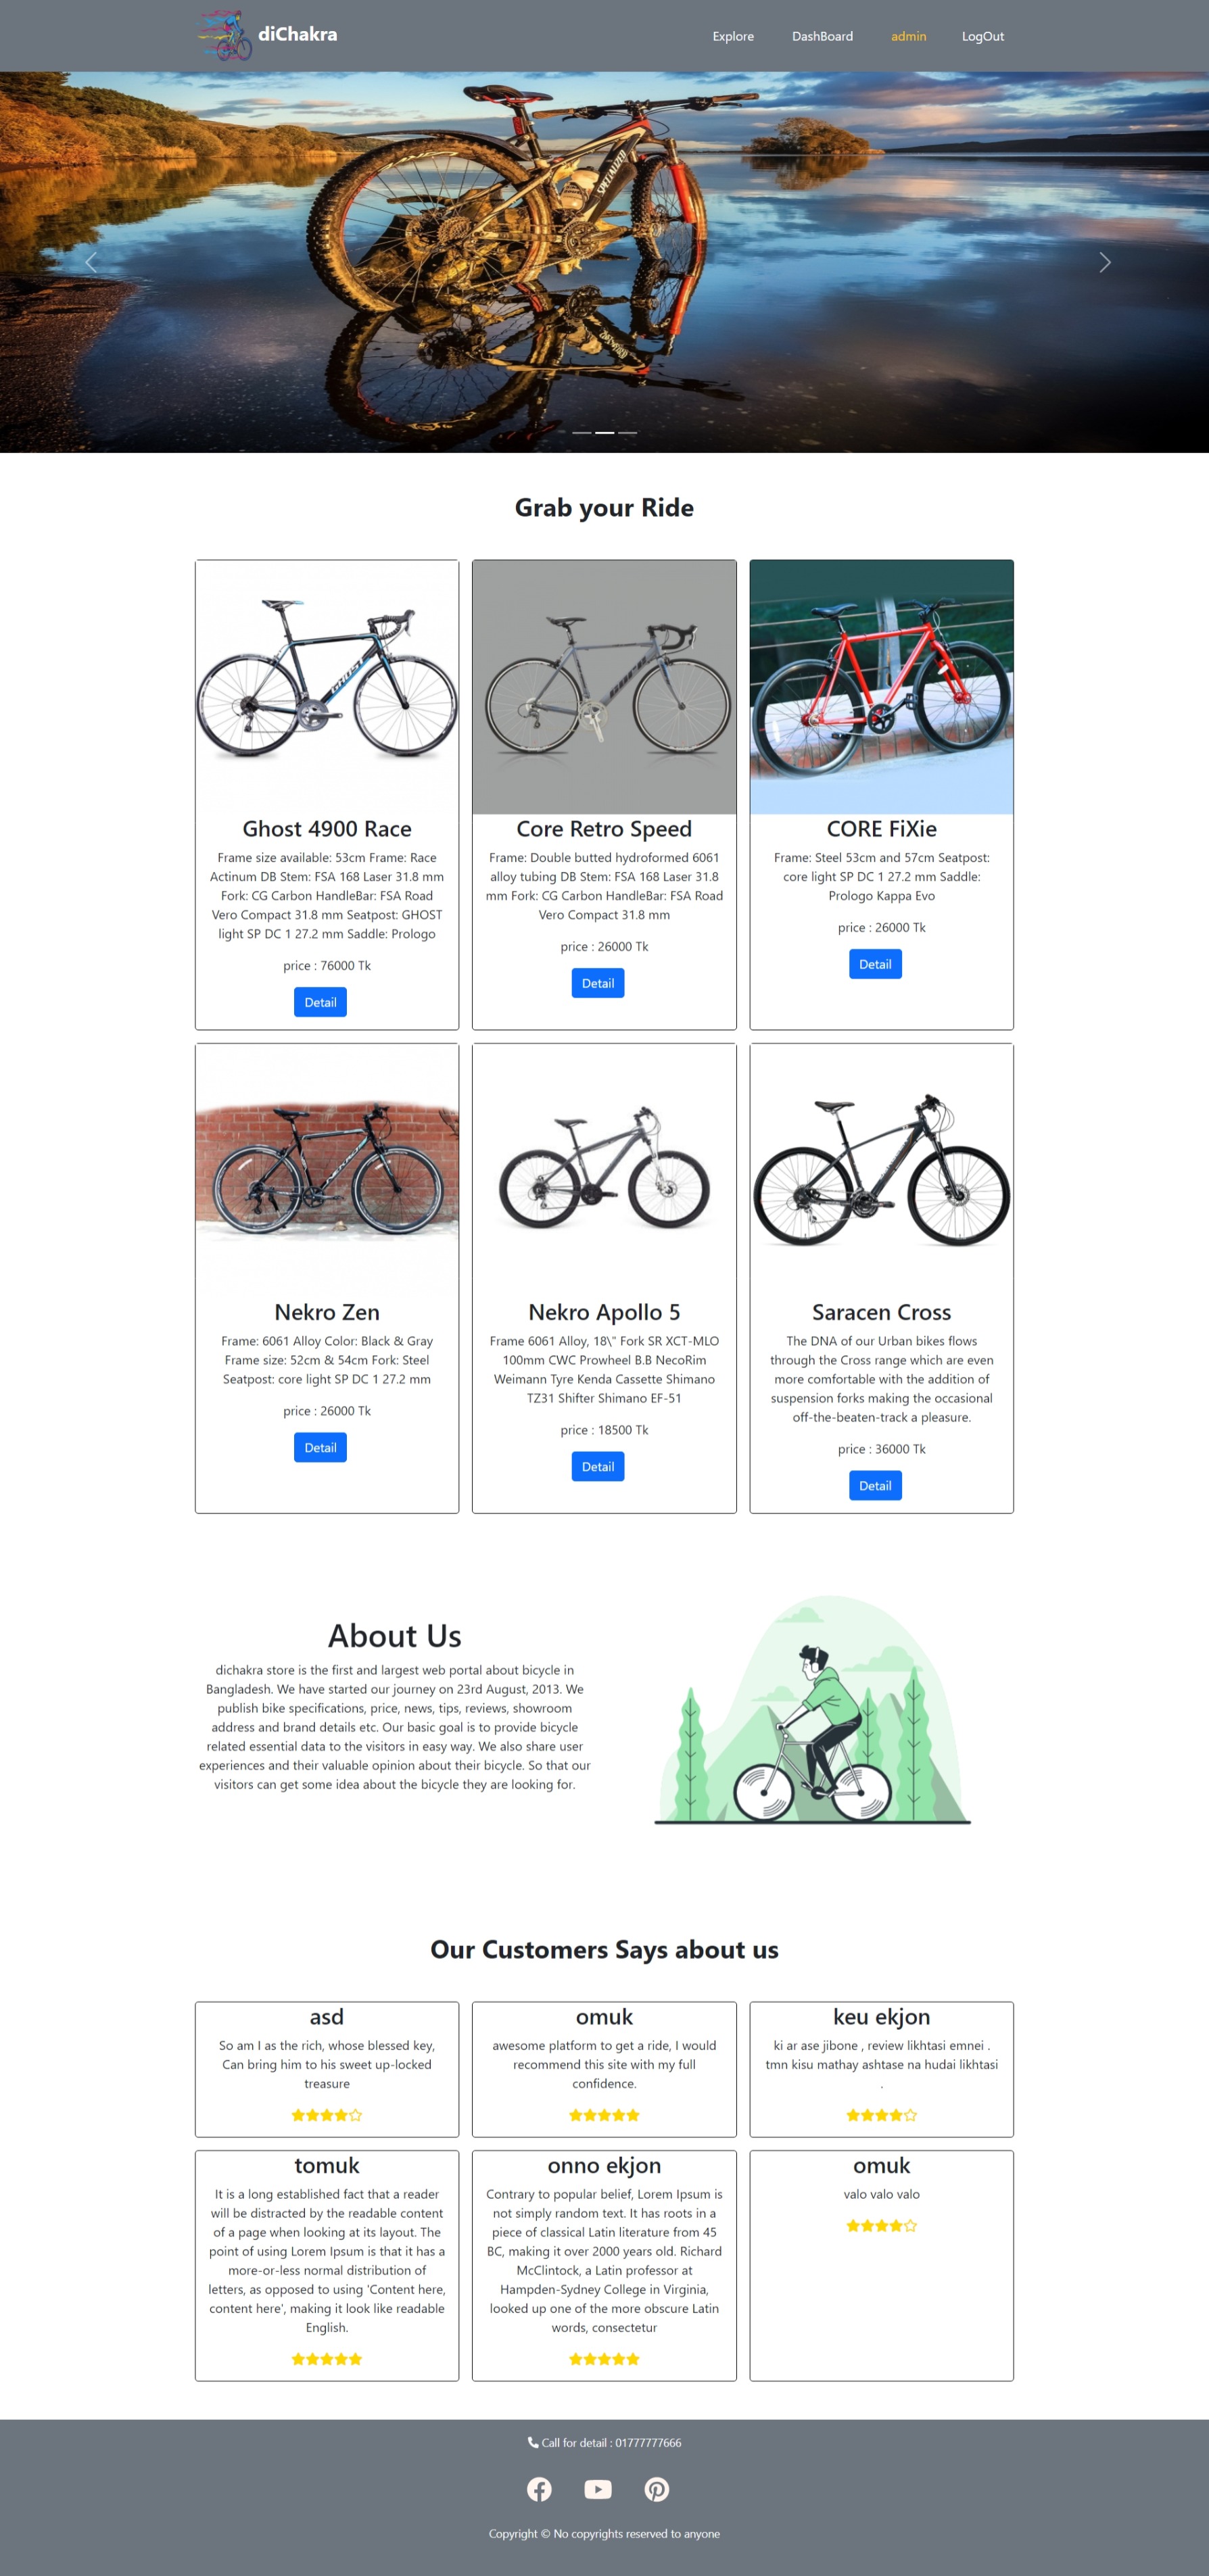 diChakra
Explore
DashBoard
admin
LogOut
SPECIALIZED
Grab your Ride
GHOST
Ghost 4900 Race
Frame size available: 53cm Frame: Race
Actinum DB Stem: FSA 168 Laser 31.8 mm
Fork: CG Carbon HandleBar: FSA Road
Vero Compact 31.8 mm Seatpost: GHOST
light SP DC 1 27.2 mm Saddle: Prologo
price : 76000 Tk
Detail
Core Retro Speed
Frame: Double butted hydroformed 6061
alloy tubing DB Stem: FSA 168 Laser 31.8
mm Fork: CG Carbon HandleBar: FSA Road
Vero Compact 31.8 mm
price : 26000 Tk
Detail
CORE FiXie
Frame: Steel 53cm and 57cm Seatpost:
core light SP DC 1 27.2 mm Saddle:
Prologo Kappa Evo
price : 26000 Tk
Detail
Nekro Zen
Frame: 6061 Alloy Color: Black & Gray
Frame size: 52cm & 54cm Fork: Steel
Seatpost: core light SP DC 1 27.2 mm
price : 26000 Tk
Detail
Nekro Apollo 5
Frame 6061 Alloy, 18\" Fork SR XCT-MLO
100mm CWC Prowheel B.B NecoRim
Weimann Tyre Kenda Cassette Shimano
TZ31 Shifter Shimano EF-51
price : 18500 Tk
Detail
Saracen Cross
The DNA of our Urban bikes flows
through the Cross range which are even
more comfortable with the addition of
suspension forks making the occasional
off-the-beaten-track a pleasure.
price : 36000 Tk
Detail
About Us
dichakra store is the first and largest web portal about bicycle in
Bangladesh. We have started our journey on 23rd August, 2013. We
publish bike specifications, price, news, tips, reviews, showroom
address and brand details etc. Our basic goal is to provide bicycle
related essential data to the visitors in easy way. We also share user
experiences and their valuable opinion about their bicycle. So that our
visitors can get some idea about the bicycle they are looking for.
Our Customers Says about us
asd
So am I as the rich, whose blessed key,
Can bring him to his sweet up-locked
treasure
omuk
awesome platform to get a ride, I would
recommend this site with my full
confidence.
keu ekjon
ki ar ase jibone , review likhtasi emnei .
tmn kisu mathay ashtase na hudai likhtasi
.
tomuk
It is a long established fact that a reader
will be distracted by the readable content
of a page when looking at its layout. The
point of using Lorem Ipsum is that it has a
more-or-less normal distribution of
letters, as opposed to using 'Content here,
content here', making it look like readable
English.
onno ekjon
Contrary to popular belief, Lorem Ipsum is
not simply random text. It has roots in a
piece of classical Latin literature from 45
BC, making it over 2000 years old. Richard
McClintock, a Latin professor at
Hampden-Sydney College in Virginia,
looked up one of the more obscure Latin
words, consectetur
omuk
valo valo valo
Call for detail : 01777777666
Copyright © No copyrights reserved to anyone